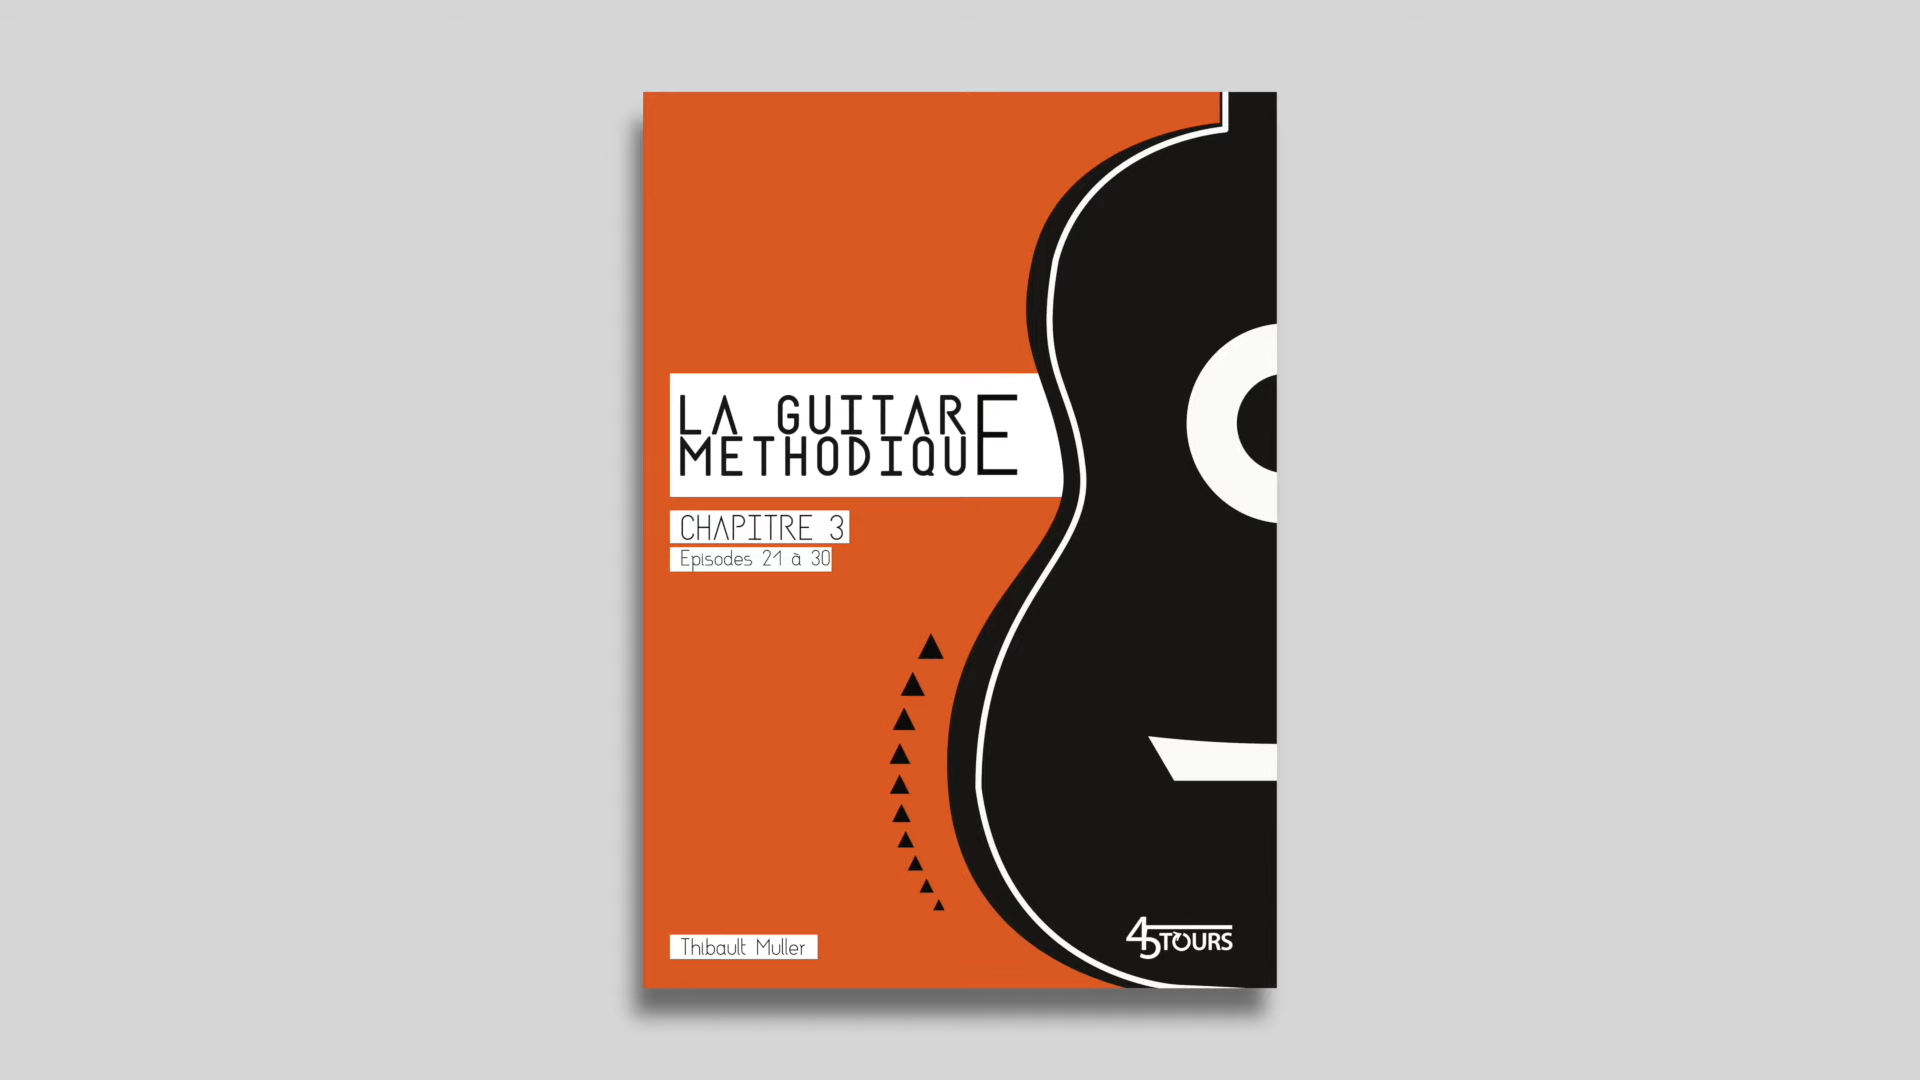 LA GUITARE
METHODIQUE
CHAPITRE 3
Episodes 21 à 30
Thibault Muller
45TOURS